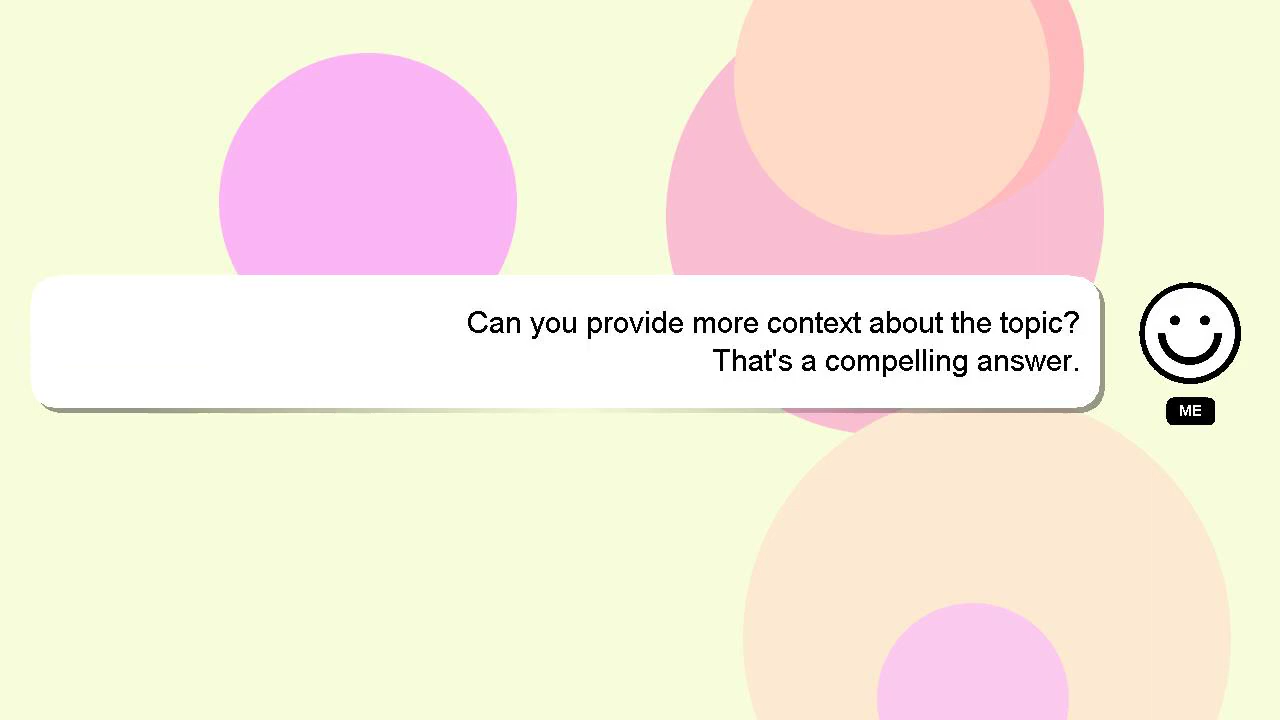 Can you provide more context about the topic?
That's a compelling answer.
ME